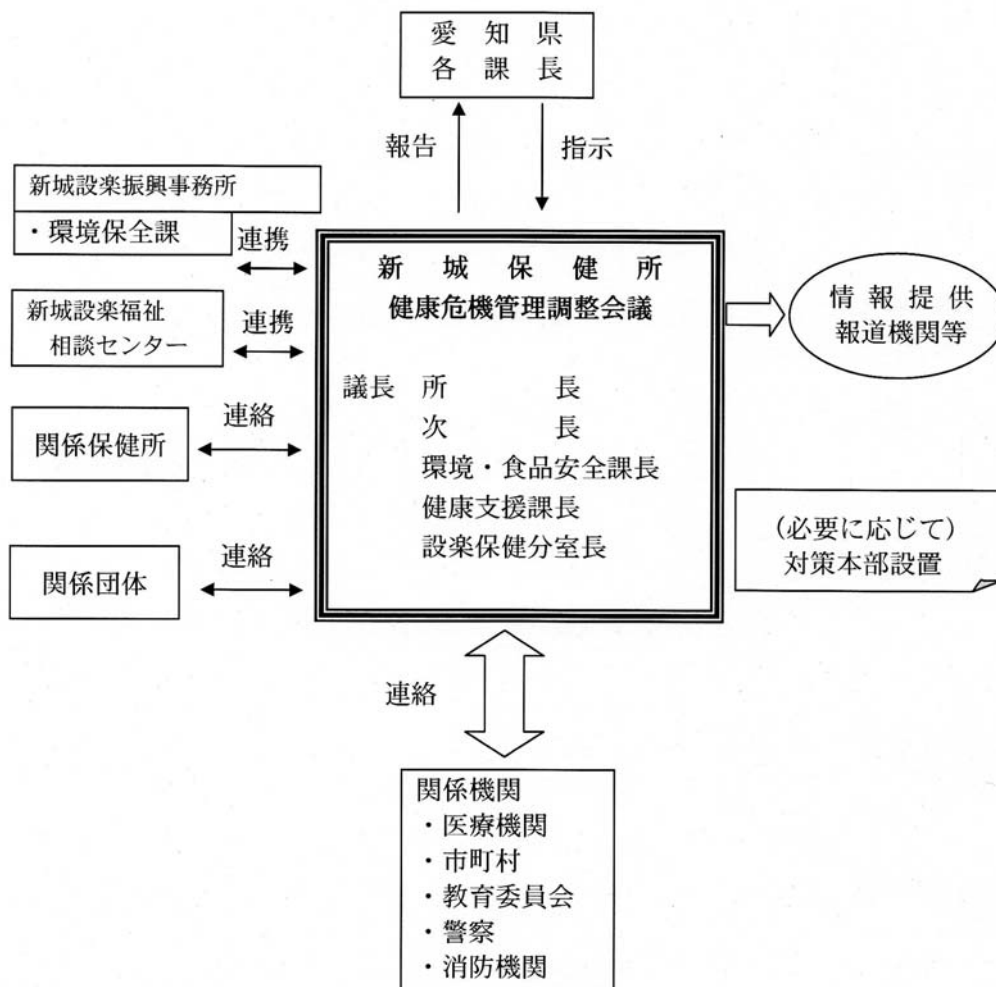 愛知県
各課長
報告
指示
新城設楽振興事務所
・環境保全課
連携
新城設楽福祉
相談センター
連携
関係保健所
連絡
関係団体
連絡
新城保健所
健康危機管理調整会議
議長 所長
次長
環境・食品安全課長
健康支援課長
設楽保健分室長
情報提供
報道機関等
(必要に応じて)
対策本部設置
連絡
関係機関
・医療機関
・市町村
・教育委員会
・警察
・消防機関